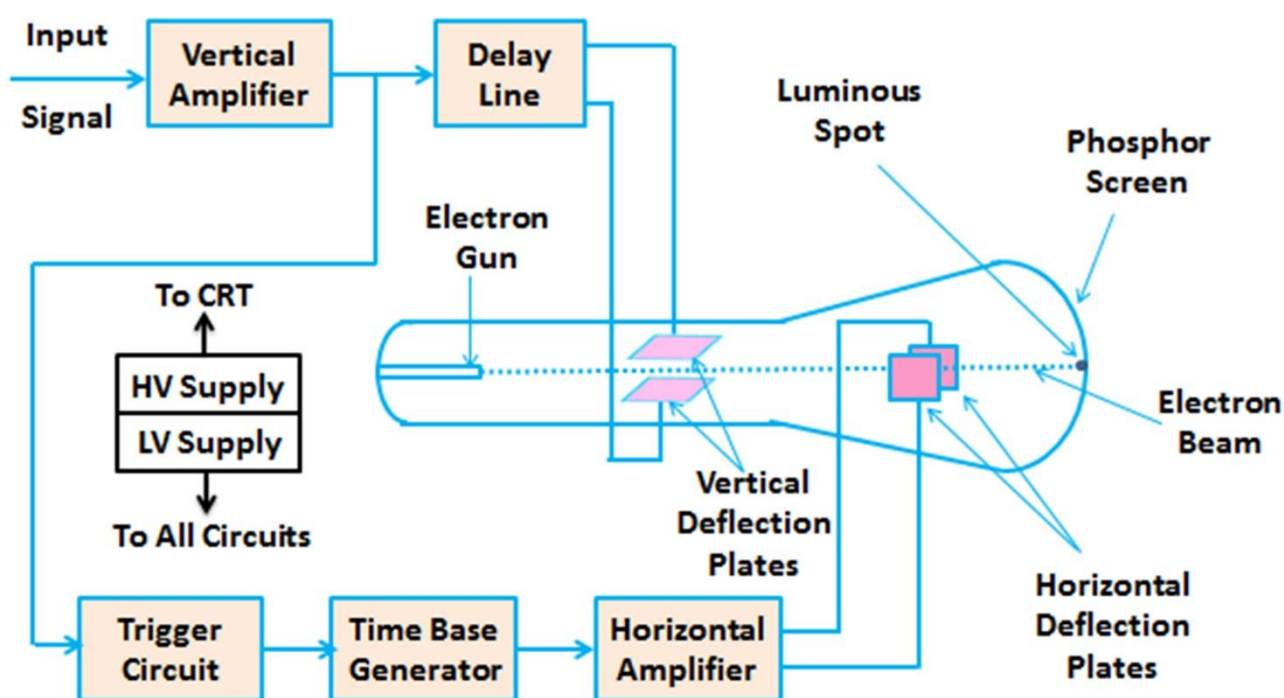 Input
Signal
Vertical
Amplifier
Delay
Line
Luminous
Spot
Phosphor
Screen
Electron
Gun
To CRT
HV Supply
LV Supply
To All Circuits
Vertical
Deflection
Plates
Electron
Beam
Horizontal
Deflection
Plates
Trigger
Circuit
Time Base
Generator
Horizontal
Amplifier